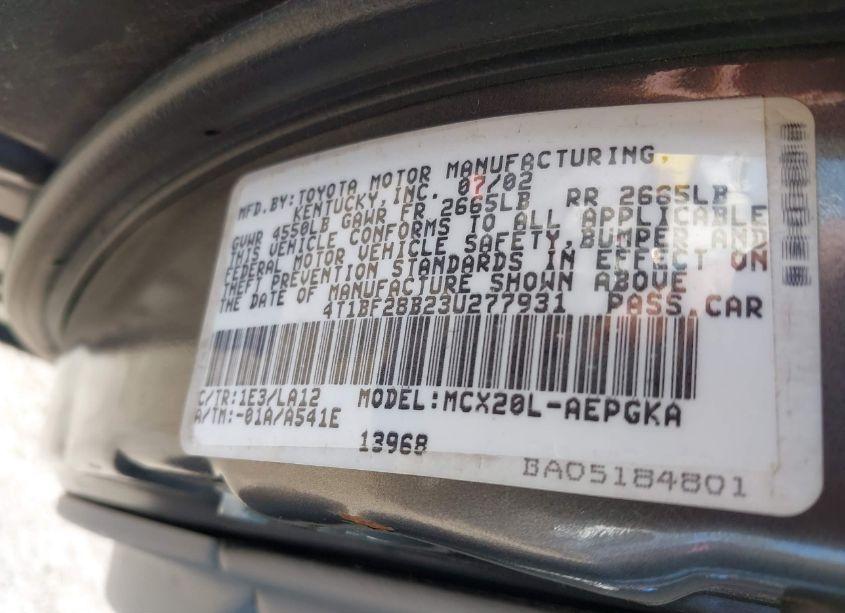 MFD.BY:TOYOTA MOTOR MANUFACTURING,
KENTUCKY,INC. 07/02
GVWR 4550LB GAWR FR 2665LB RR 2665LB
THIS VEHICLE CONFORMS TO ALL APPLICABLE
FEDERAL MOTOR VEHICLE SAFETY,BUMPER AND
THEFT PREVENTION STANDARDS IN EFFECT ON
THE DATE OF MANUFACTURE SHOWN ABOVE
4T1BF28B23U277931 PASS.CAR
C/TR:1E3/LA12 MODEL:MCX20L-AEPGKA
A/TM:-01A/A541E
13968
BA05184801